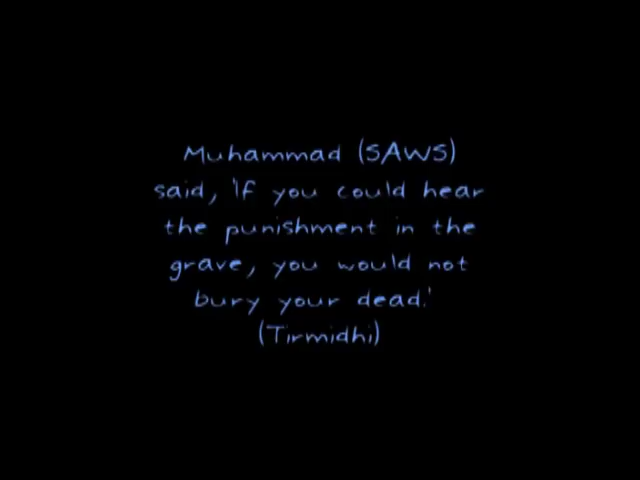 Muhammad (SAWS)
said, 'If you could hear
the punishment in the
grave, you would not
bury your dead.'
(Tirmidhi)